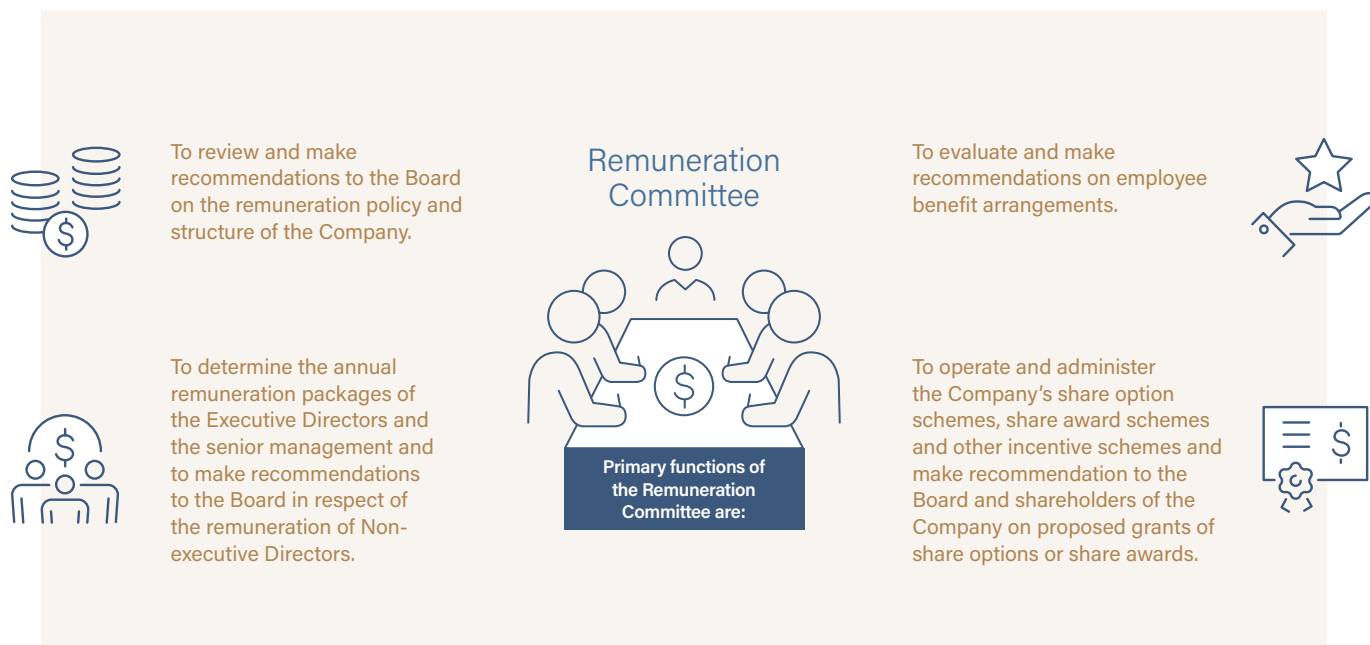 Remuneration
Committee
Primary functions of
the Remuneration
Committee are:
To review and make
recommendations to the Board
on the remuneration policy and
structure of the Company.
To determine the annual
remuneration packages of
the Executive Directors and
the senior management and
to make recommendations
to the Board in respect of
the remuneration of Non-
executive Directors.
To evaluate and make
recommendations on employee
benefit arrangements.
To operate and administer
the Company’s share option
schemes, share award schemes
and other incentive schemes and
make recommendation to the
Board and shareholders of the
Company on proposed grants of
share options or share awards.